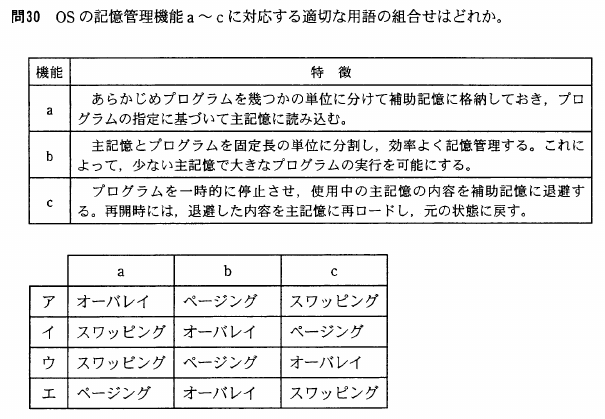 問30 OSの記憶管理機能a～cに対応する適切な用語の組合せはどれか。
機能 特徴
a あらかじめプログラムを幾つかの単位に分けて補助記憶に格納しておき，プロ
グラムの指定に基づいて主記憶に読み込む。
b 主記憶とプログラムを固定長の単位に分割し，効率よく記憶管理する。これに
よって，少ない主記憶で大きなプログラムの実行を可能にする。
c プログラムを一時的に停止させ，使用中の主記憶の内容を補助記憶に退避す
る。再開時には，退避した内容を主記憶に再ロードし，元の状態に戻す。
a b c
ア オーバレイ ページング スワッピング
イ スワッピング オーバレイ ページング
ウ スワッピング ページング オーバレイ
エ ページング オーバレイ スワッピング